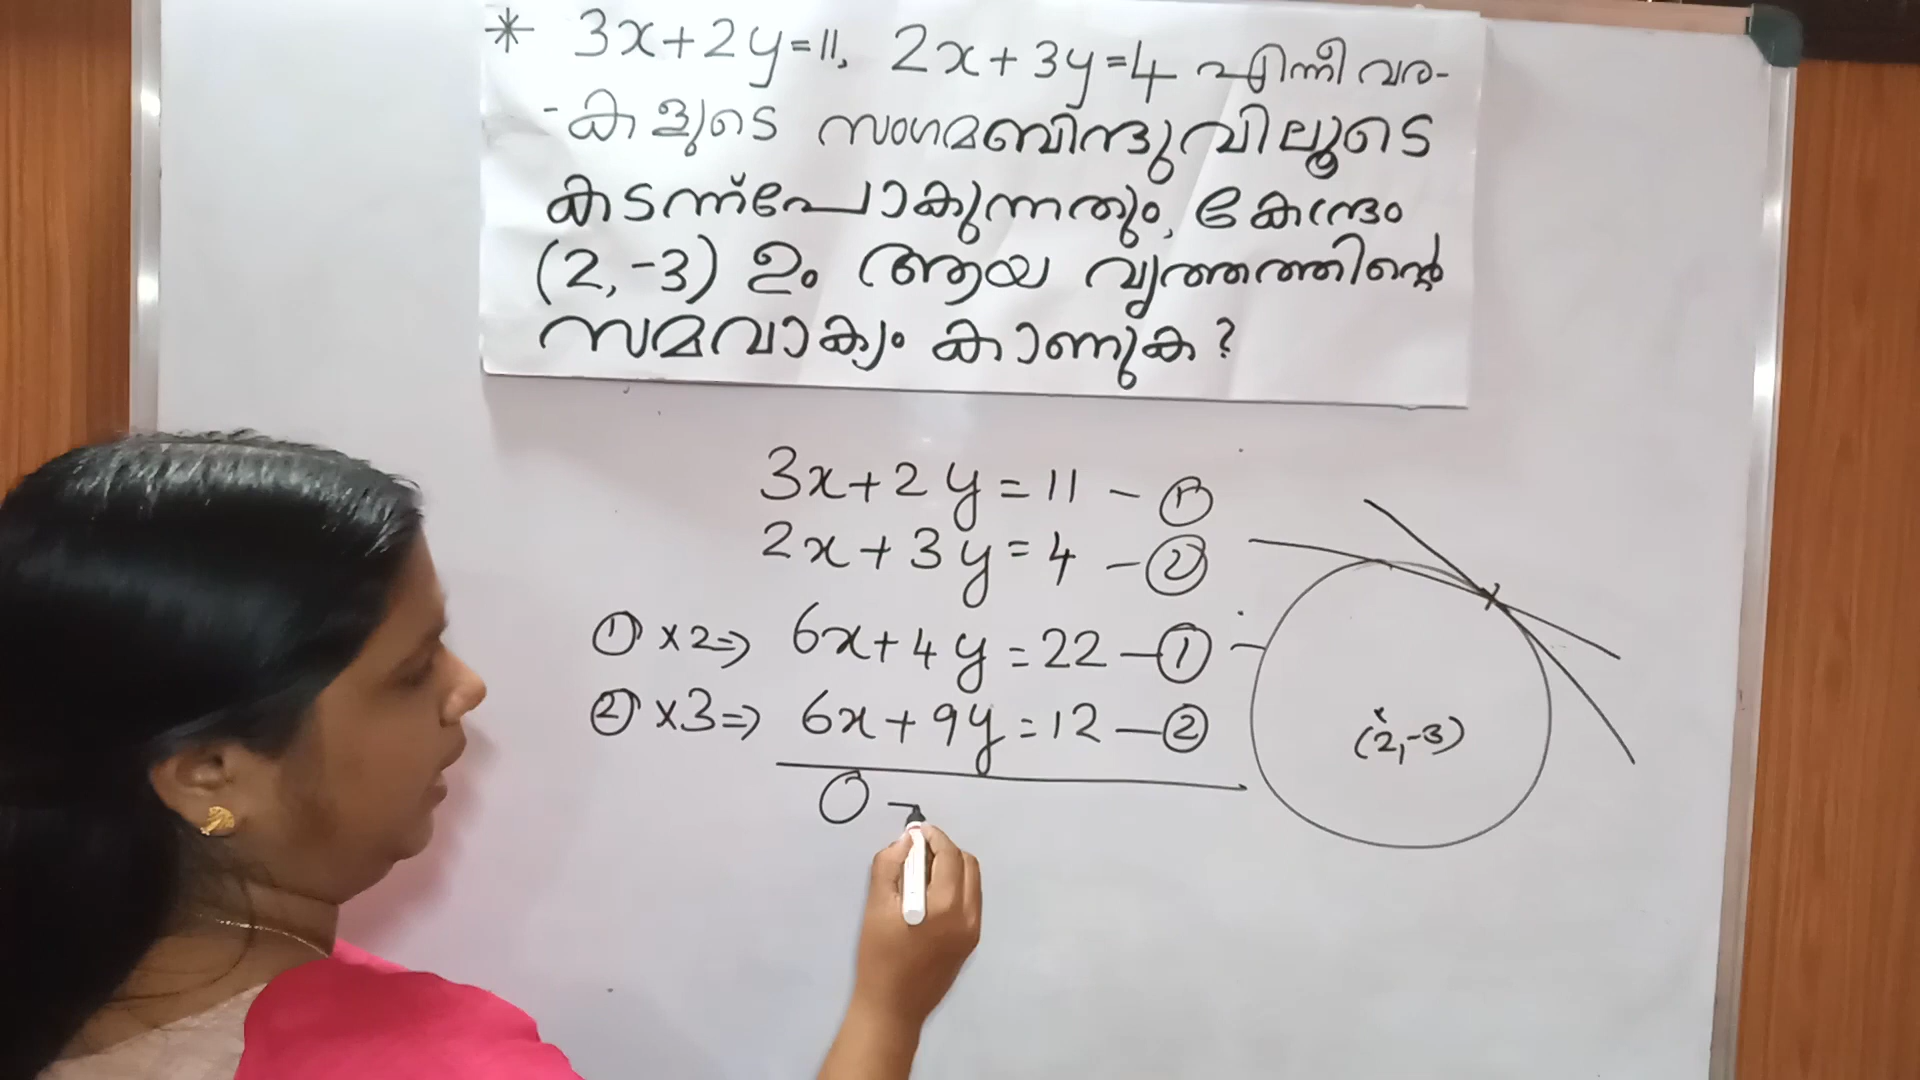 * 3x+2y=11, 2x+3y=4 എന്നീ വര-
-കളുടെ സംഗമബിന്ദുവിലൂടെ
കടന്ന്പോകുന്നതും, കേന്ദ്രം
(2,-3) ഉം ആയ വൃത്തത്തിന്റെ
സമവാക്യം കാണുക?
3x+2y=11 - ①
2x+3y=4 - ②
① ×2⇒ 6x+4y=22 - ①
② ×3⇒ 6x+9y=12 - ②
0 -
(2,-3)